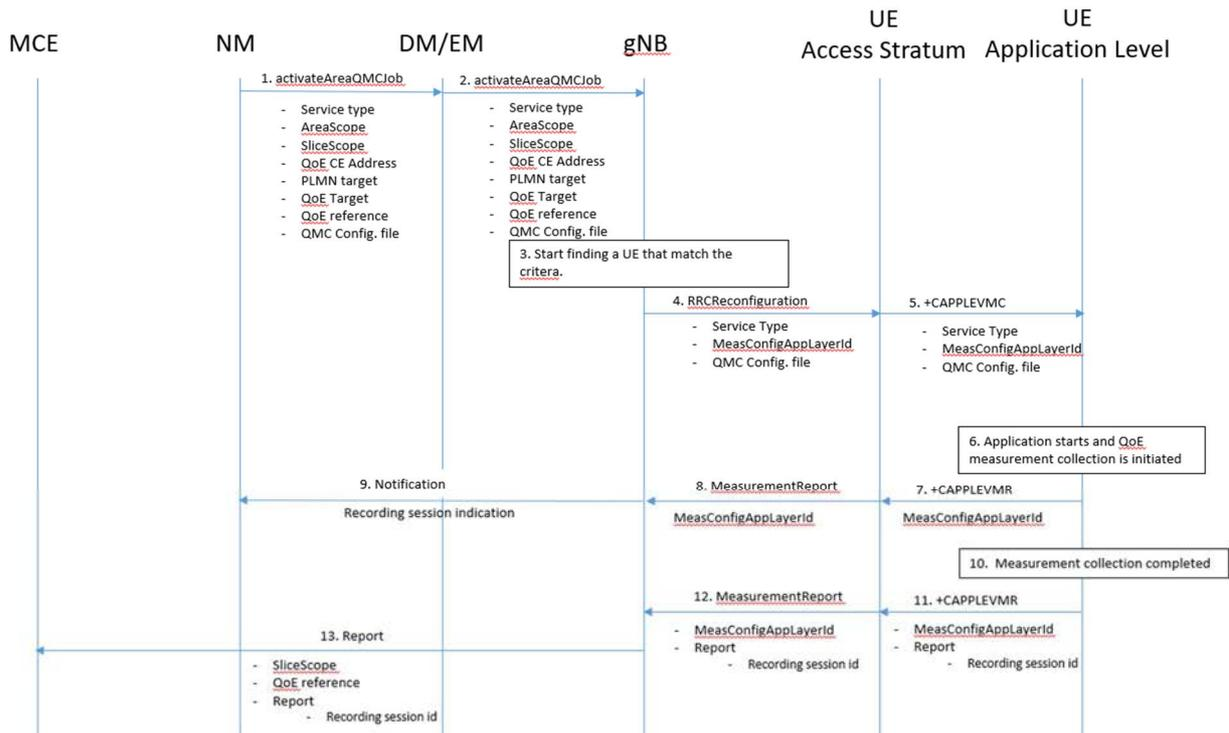 MCE
NM
DM/EM
gNB
UE
Access Stratum
UE
Application Level
1. activateAreaQMCJob
- Service type
- AreaScope
- SliceScope
- QoE CE Address
- PLMN target
- QoE Target
- QoE reference
- QMC Config. file
2. activateAreaQMCJob
- Service type
- AreaScope
- SliceScope
- QoE CE Address
- PLMN target
- QoE Target
- QoE reference
- QMC Config. file
3. Start finding a UE that match the
critera.
4. RRCReconfiguration
- Service Type
- MeasConfigAppLayerId
- QMC Config. file
5. +CAPPLEVMC
- Service Type
- MeasConfigAppLayerId
- QMC Config. file
6. Application starts and QoE
measurement collection is initiated
7. +CAPPLEVMR
MeasConfigAppLayerId
8. MeasurementReport
MeasConfigAppLayerId
9. Notification
Recording session indication
10. Measurement collection completed
11. +CAPPLEVMR
- MeasConfigAppLayerId
- Report
- Recording session id
12. MeasurementReport
- MeasConfigAppLayerId
- Report
- Recording session id
13. Report
- SliceScope
- QoE reference
- Report
- Recording session id